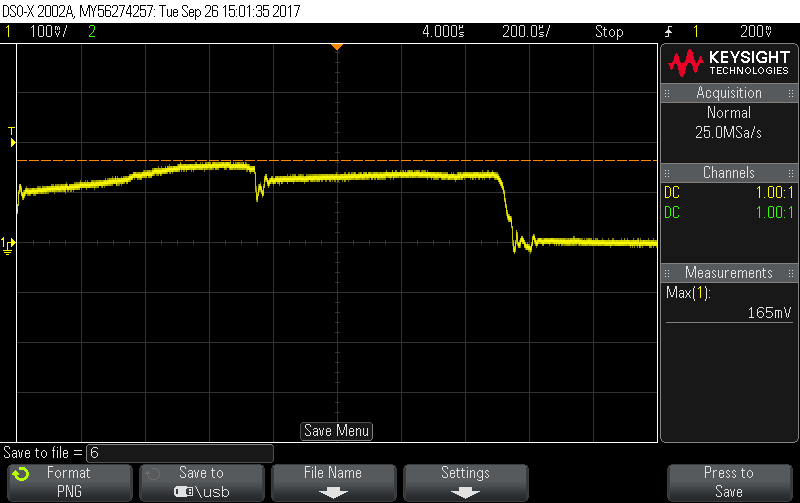 DSO-X 2002A, MY56274257: Tue Sep 26 15:01:35 2017
1 100℧/ 2 4.000s 200.0s/ Stop 1 200℧
KEYSIGHT
TECHNOLOGIES
Acquisition
Normal
25.0MSa/s
Channels
DC 1.00:1
DC 1.00:1
Measurements
Max(1):
165mV
T
1
Save Menu
Save to file = 6
Format
PNG
Save to
\usb
File Name
Settings
Press to
Save